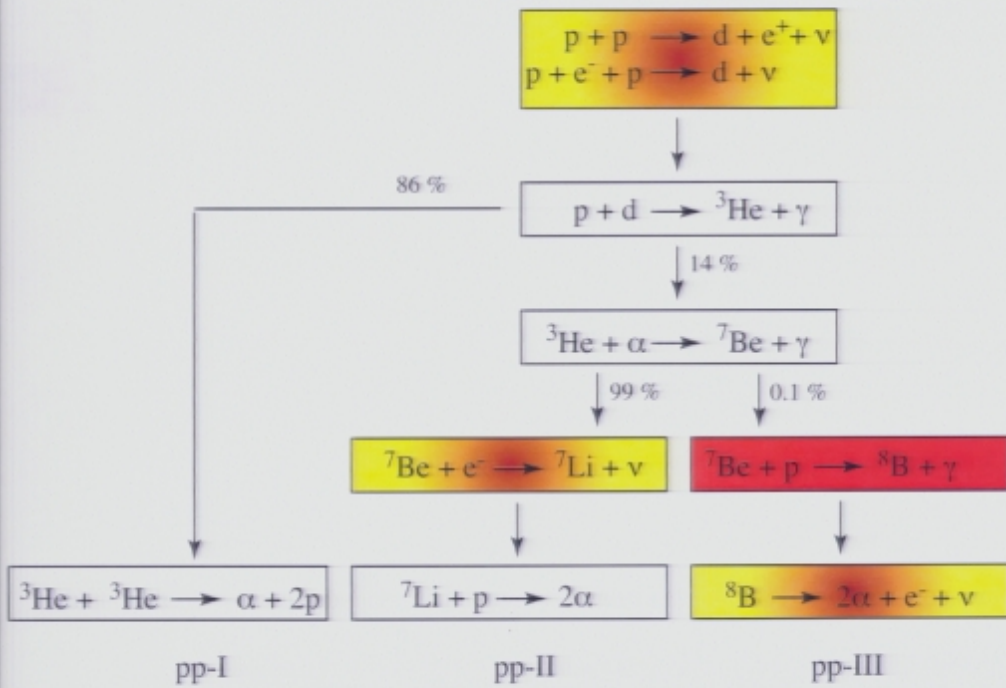 p + p → d + e⁺ + ν
p + e⁻ + p → d + ν
86 %
p + d → ³He + γ
14 %
³He + α → ⁷Be + γ
99 %
0.1 %
⁷Be + e⁻ → ⁷Li + ν
⁷Be + p → ⁸B + γ
³He + ³He → α + 2p
⁷Li + p → 2α
⁸B → 2α + e⁻ + ν
pp-I
pp-II
pp-III